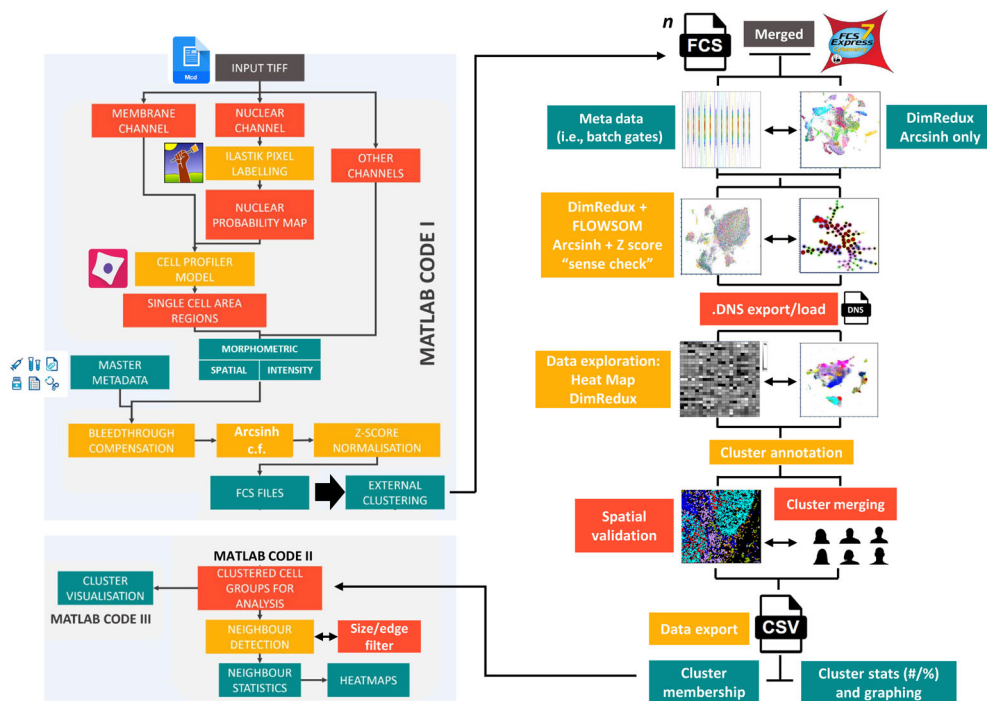 Mcd
INPUT TIFF
MEMBRANE
CHANNEL
NUCLEAR
CHANNEL
ILASTIK PIXEL
LABELLING
OTHER
CHANNELS
NUCLEAR
PROBABILITY MAP
CELL PROFILER
MODEL
SINGLE CELL AREA
REGIONS
MATLAB CODE I
MORPHOMETRIC
SPATIAL
INTENSITY
MASTER
METADATA
BLEEDTHROUGH
COMPENSATION
Arcsinh
c.f.
Z-SCORE
NORMALISATION
FCS FILES
EXTERNAL
CLUSTERING
MATLAB CODE II
CLUSTERED CELL
GROUPS FOR
ANALYSIS
CLUSTER
VISUALISATION
MATLAB CODE III
NEIGHBOUR
DETECTION
Size/edge
filter
NEIGHBOUR
STATISTICS
HEATMAPS
n
FCS
Merged
FCS
Express
7
Meta data
(i.e., batch gates)
DimRedux
Arcsinh only
DimRedux +
FLOWSOM
Arcsinh + Z score
“sense check”
.DNS export/load
DNS
Data exploration:
Heat Map
DimRedux
Cluster annotation
Spatial
validation
Cluster merging
Data export
CSV
Cluster
membership
Cluster stats (#/%)
and graphing